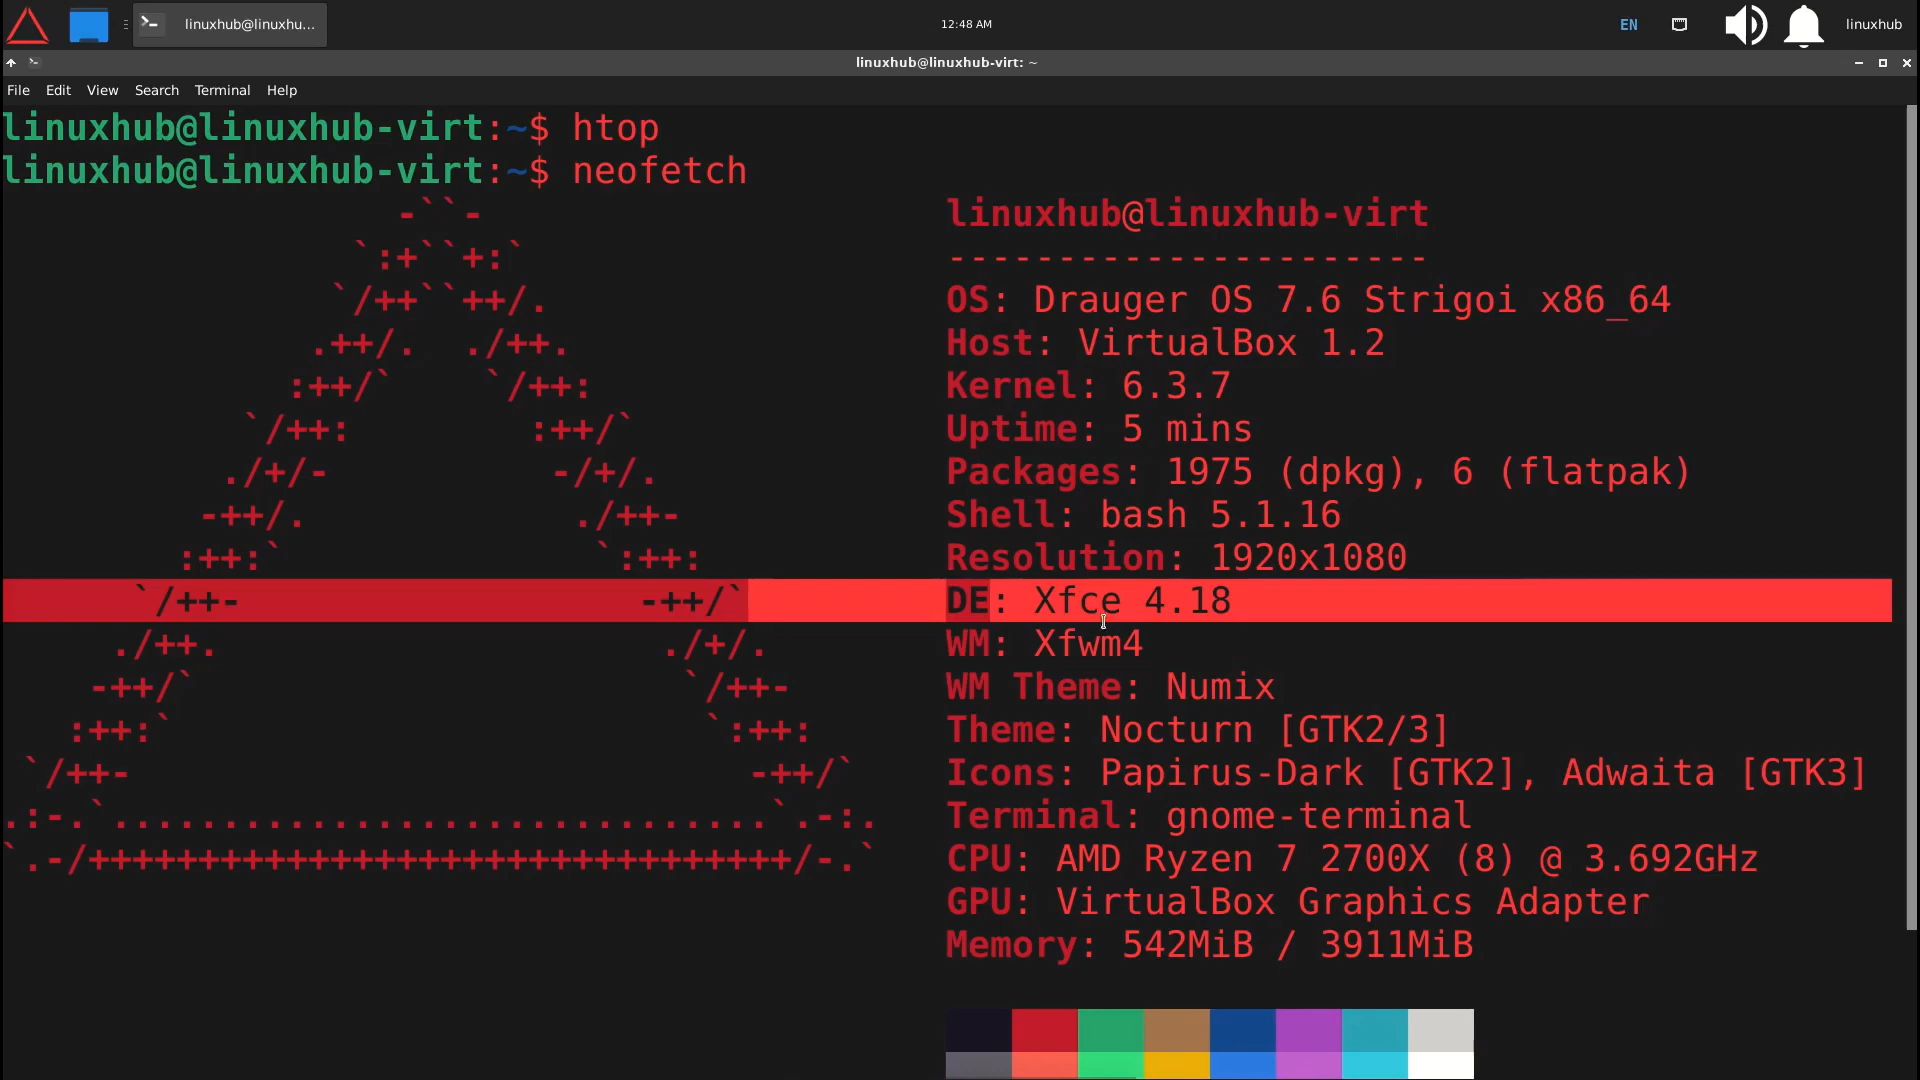 linuxhub@linuxhu...
12:48 AM
EN
linuxhub
linuxhub@linuxhub-virt: ~
File Edit View Search Terminal Help
linuxhub@linuxhub-virt:~$ htop
linuxhub@linuxhub-virt:~$ neofetch
-``-
`:+``+:`
`/++``++/.
.++/. ./++.
:++/` `/++:
`/++: :++/`
./+/- -/+/.
-++/. ./++-
:++:` `:++:
`/++- -++/`
./++. ./+/.
-++/` `/++-
:++:` `:++:
`/++- -++/`
.:-.`..............................`.-:.
`.-/++++++++++++++++++++++++++++++++/-.`
linuxhub@linuxhub-virt
----------------------
OS: Drauger OS 7.6 Strigoi x86_64
Host: VirtualBox 1.2
Kernel: 6.3.7
Uptime: 5 mins
Packages: 1975 (dpkg), 6 (flatpak)
Shell: bash 5.1.16
Resolution: 1920x1080
DE: Xfce 4.18
WM: Xfwm4
WM Theme: Numix
Theme: Nocturn [GTK2/3]
Icons: Papirus-Dark [GTK2], Adwaita [GTK3]
Terminal: gnome-terminal
CPU: AMD Ryzen 7 2700X (8) @ 3.692GHz
GPU: VirtualBox Graphics Adapter
Memory: 542MiB / 3911MiB